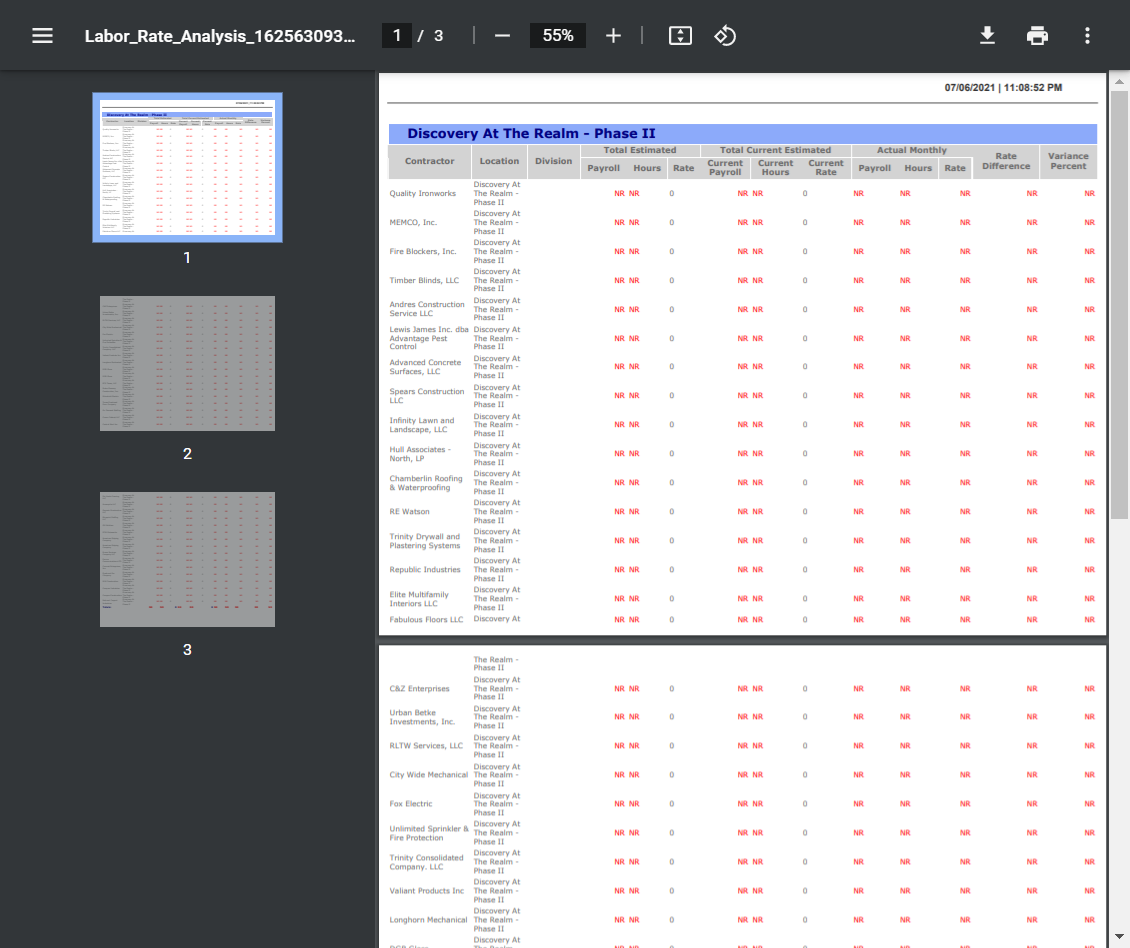 Labor_Rate_Analysis_162563093... 1 / 3 55%
07/06/2021 | 11:08:52 PM
Discovery At The Realm - Phase II
Contractor Location Division Total Estimated Total Current Estimated Actual Monthly Rate Difference Variance Percent
Payroll Hours Rate Current Payroll Current Hours Current Rate Payroll Hours Rate
Quality Ironworks Discovery At The Realm - Phase II NR NR 0 NR NR 0 NR NR NR NR NR
MEMCO, Inc. Discovery At The Realm - Phase II NR NR 0 NR NR 0 NR NR NR NR NR
Fire Blockers, Inc. Discovery At The Realm - Phase II NR NR 0 NR NR 0 NR NR NR NR NR
Timber Blinds, LLC Discovery At The Realm - Phase II NR NR 0 NR NR 0 NR NR NR NR NR
Andres Construction Service LLC Discovery At The Realm - Phase II NR NR 0 NR NR 0 NR NR NR NR NR
Lewis James Inc. dba Advantage Pest Control Discovery At The Realm - Phase II NR NR 0 NR NR 0 NR NR NR NR NR
Advanced Concrete Surfaces, LLC Discovery At The Realm - Phase II NR NR 0 NR NR 0 NR NR NR NR NR
Spears Construction LLC Discovery At The Realm - Phase II NR NR 0 NR NR 0 NR NR NR NR NR
Infinity Lawn and Landscape, LLC Discovery At The Realm - Phase II NR NR 0 NR NR 0 NR NR NR NR NR
Hull Associates - North, LP Discovery At The Realm - Phase II NR NR 0 NR NR 0 NR NR NR NR NR
Chamberlin Roofing & Waterproofing Discovery At The Realm - Phase II NR NR 0 NR NR 0 NR NR NR NR NR
RE Watson Discovery At The Realm - Phase II NR NR 0 NR NR 0 NR NR NR NR NR
Trinity Drywall and Plastering Systems Discovery At The Realm - Phase II NR NR 0 NR NR 0 NR NR NR NR NR
Republic Industries Discovery At The Realm - Phase II NR NR 0 NR NR 0 NR NR NR NR NR
Elite Multifamily Interiors LLC Discovery At The Realm - Phase II NR NR 0 NR NR 0 NR NR NR NR NR
Fabulous Floors LLC Discovery At NR NR 0 NR NR 0 NR NR NR NR NR
The Realm - Phase II
C&Z Enterprises Discovery At The Realm - Phase II NR NR 0 NR NR 0 NR NR NR NR NR
Urban Betke Investments, Inc. Discovery At The Realm - Phase II NR NR 0 NR NR 0 NR NR NR NR NR
RLTW Services, LLC Discovery At The Realm - Phase II NR NR 0 NR NR 0 NR NR NR NR NR
City Wide Mechanical Discovery At The Realm - Phase II NR NR 0 NR NR 0 NR NR NR NR NR
Fox Electric Discovery At The Realm - Phase II NR NR 0 NR NR 0 NR NR NR NR NR
Unlimited Sprinkler & Fire Protection Discovery At The Realm - Phase II NR NR 0 NR NR 0 NR NR NR NR NR
Trinity Consolidated Company. LLC Discovery At The Realm - Phase II NR NR 0 NR NR 0 NR NR NR NR NR
Valiant Products Inc Discovery At The Realm - Phase II NR NR 0 NR NR 0 NR NR NR NR NR
Longhorn Mechanical Discovery At The Realm - Phase II NR NR 0 NR NR 0 NR NR NR NR NR
Discovery At
1
2
3